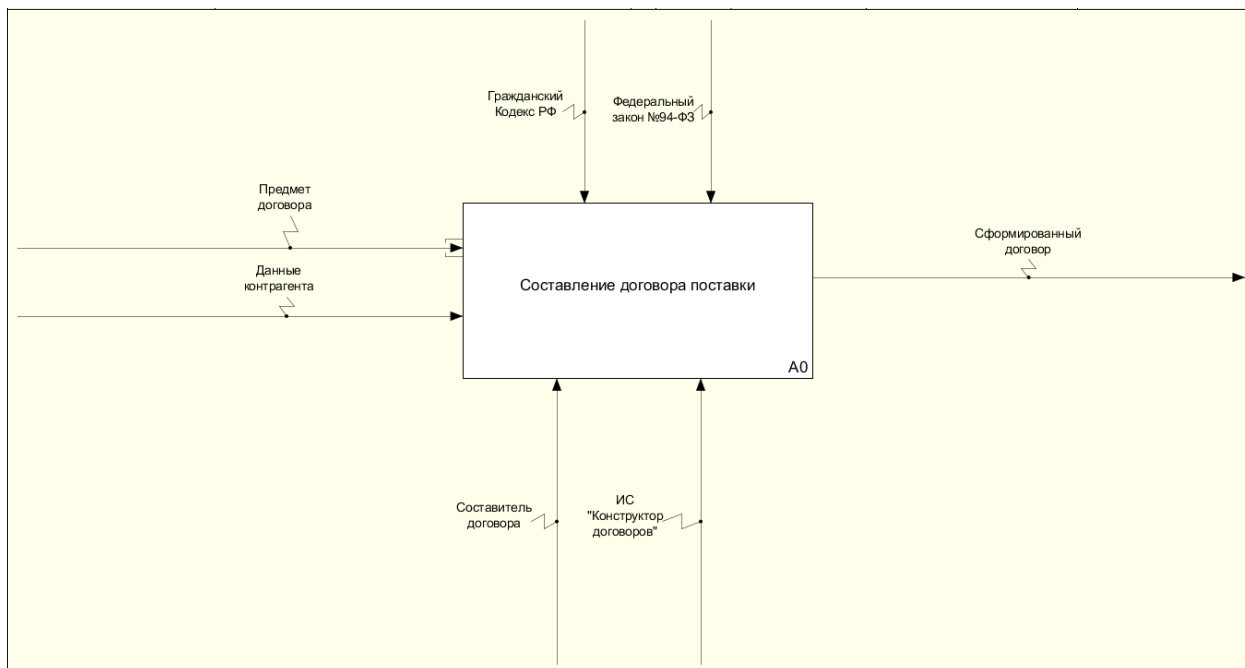 Гражданский
Кодекс РФ
Федеральный
закон №94-ФЗ
Предмет
договора
Данные
контрагента
Составление договора поставки
A0
Сформированный
договор
Составитель
договора
ИС
"Конструктор
договоров"